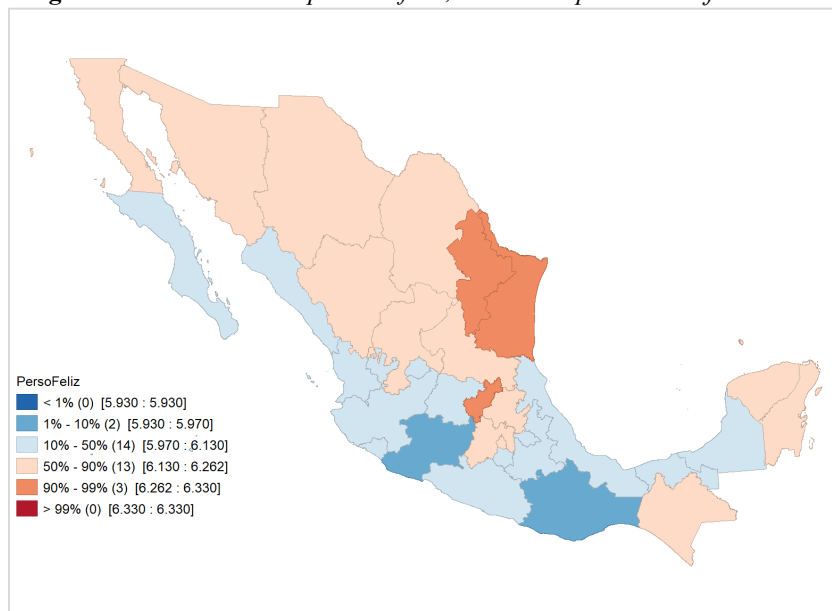 PersoFeliz
< 1% (0) [5.930 : 5.930]
1% - 10% (2) [5.930 : 5.970]
10% - 50% (14) [5.970 : 6.130]
50% - 90% (13) [6.130 : 6.262]
90% - 99% (3) [6.262 : 6.330]
> 99% (0) [6.330 : 6.330]